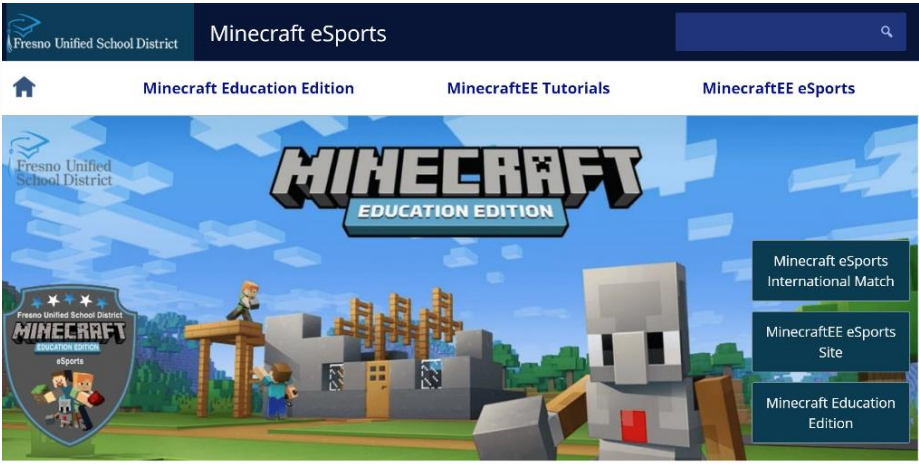 Fresno Unified School District
Minecraft eSports
Minecraft Education Edition
MinecraftEE Tutorials
MinecraftEE eSports
Fresno Unified
School District
MINECRAFT
EDUCATION EDITION
Minecraft eSports
International Match
MinecraftEE eSports
Site
Minecraft Education
Edition
Fresno Unified School District
MINECRAFT
EDUCATION EDITION
eSports